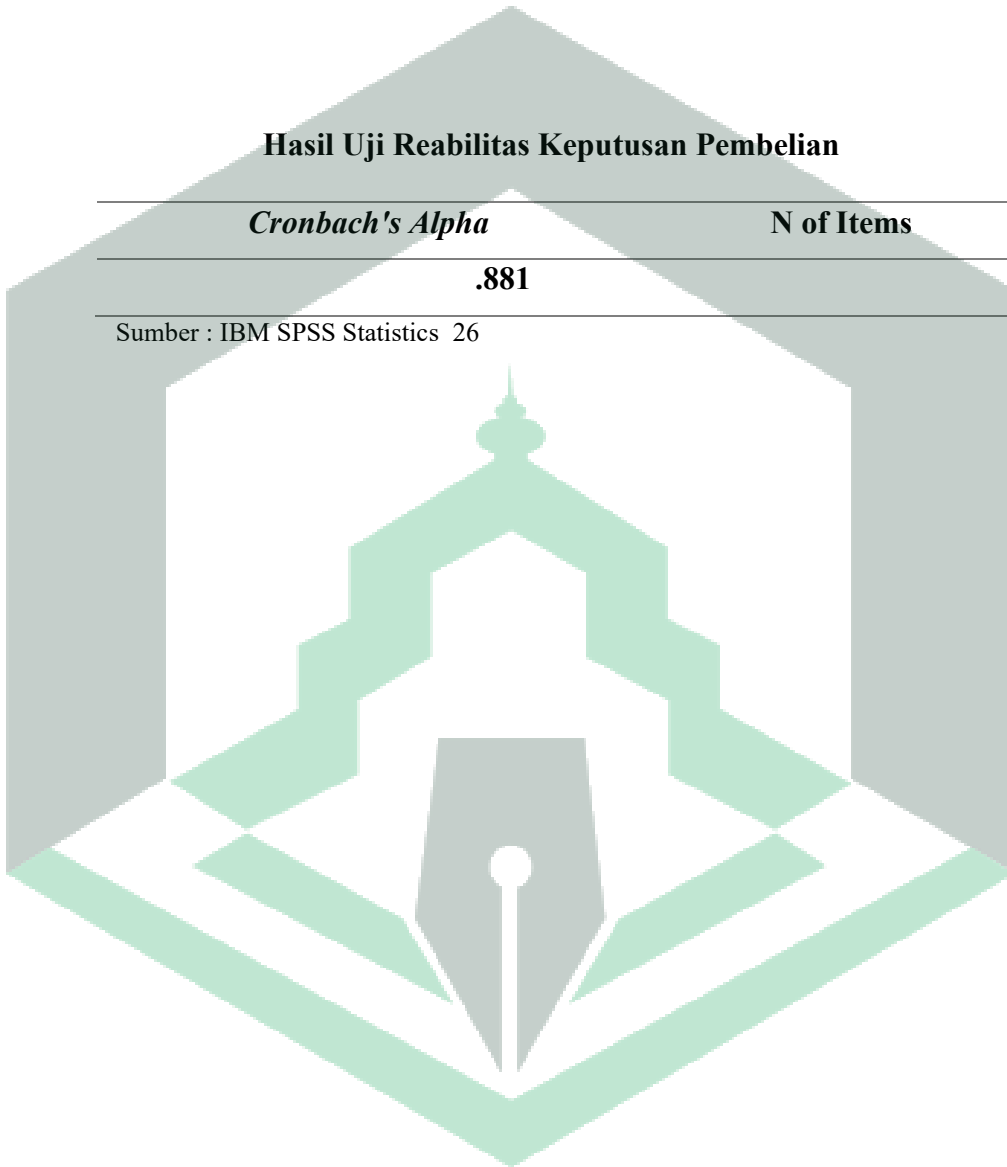 Hasil Uji Reabilitas Keputusan Pembelian
Cronbach's Alpha N of Items
.881
Sumber : IBM SPSS Statistics 26